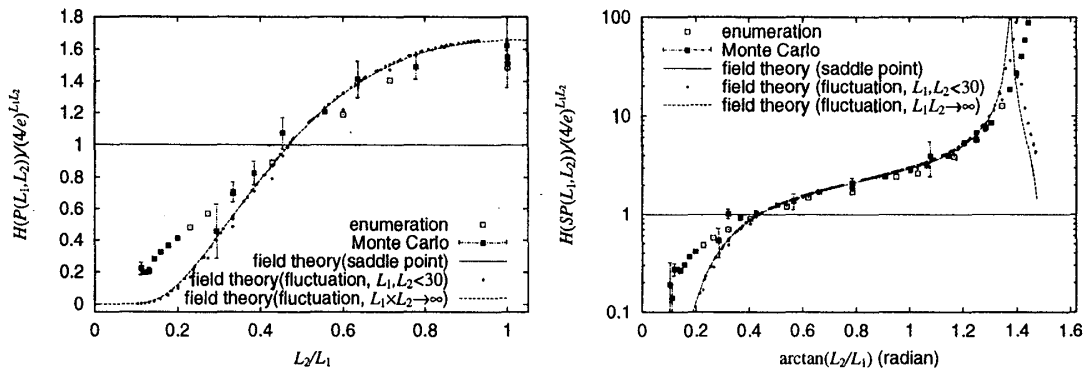 H(P(L₁,L₂))/(4/e)^{L₁L₂}
1.8
1.6
1.4
1.2
1
0.8
0.6
0.4
0.2
0
enumeration
Monte Carlo
field theory(saddle point)
field theory(fluctuation, L₁, L₂<30)
field theory(fluctuation, L₁×L₂→∞)
0 0.2 0.4 0.6 0.8 1
L₂/L₁
H(SP(L₁,L₂))/(4/e)^{L₁L₂}
100
10
1
0.1
enumeration
Monte Carlo
field theory (saddle point)
field theory (fluctuation, L₁,L₂<30)
field theory (fluctuation, L₁L₂→∞)
0 0.2 0.4 0.6 0.8 1 1.2 1.4 1.6
arctan(L₂/L₁) (radian)